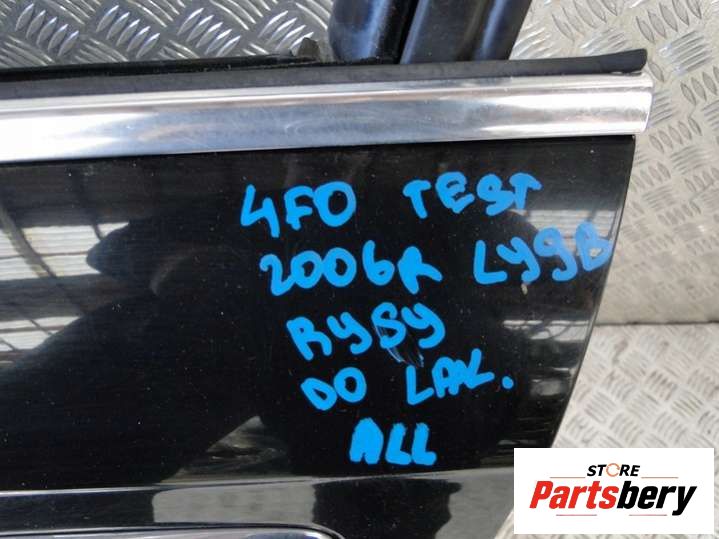 4F0 TEST
2006R LY9B
RYSY
DO LAK.
ALL
STORE
Partsbery